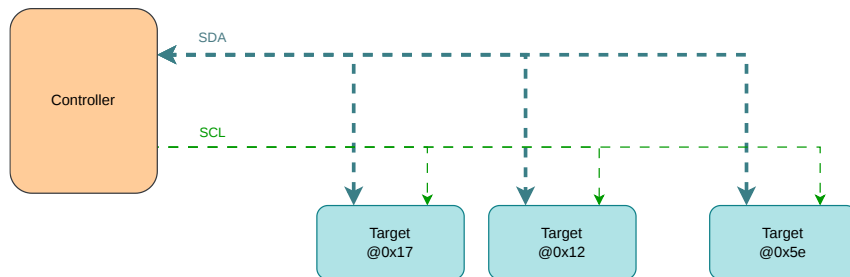 SDA
Controller
SCL
Target
@0x17
Target
@0x12
Target
@0x5e